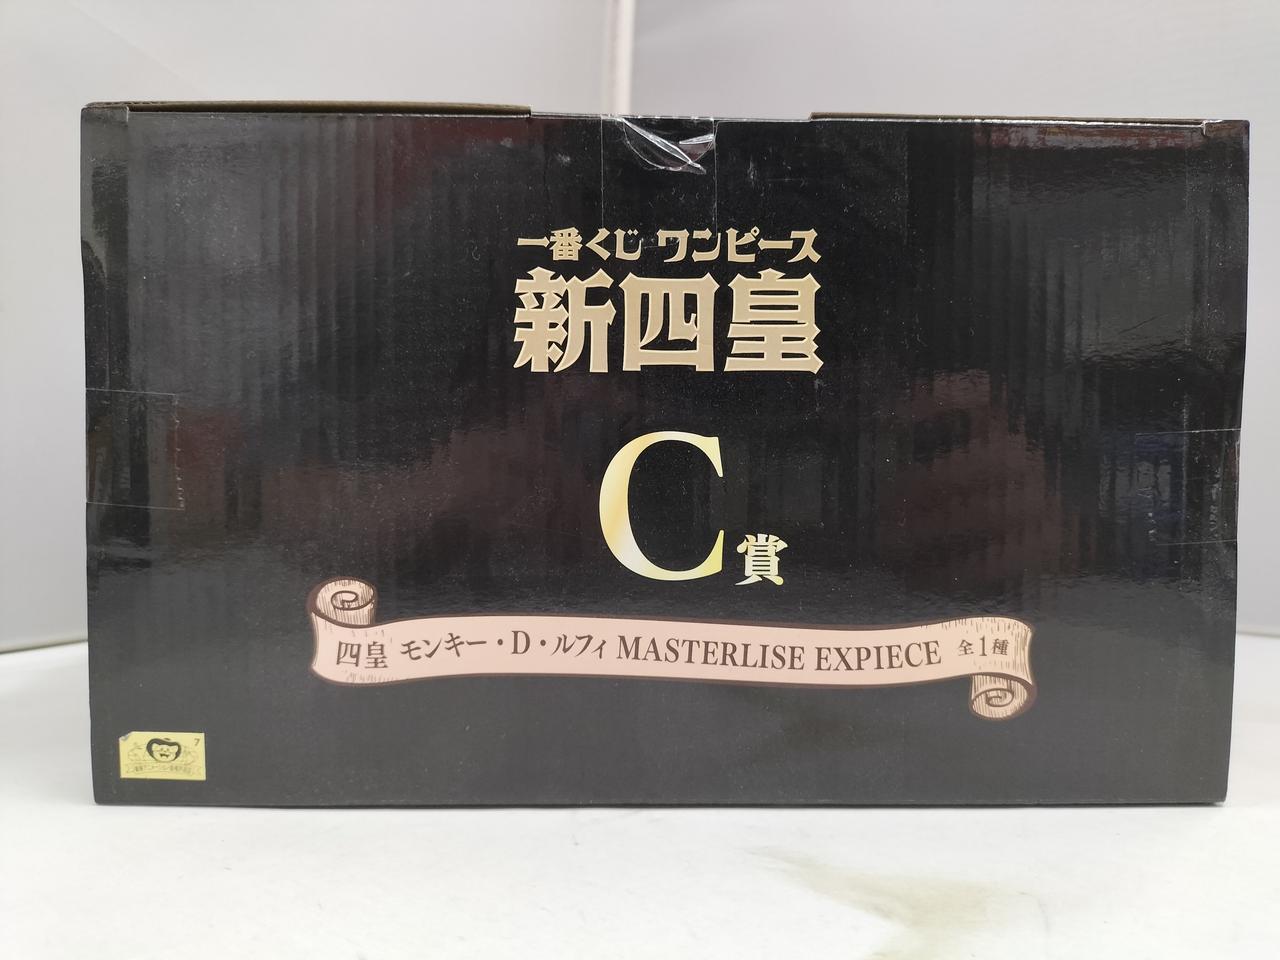 一番くじ ワンピース
新四皇
C賞
四皇 モンキー・D・ルフィ MASTERLISE EXPIECE 全1種
7